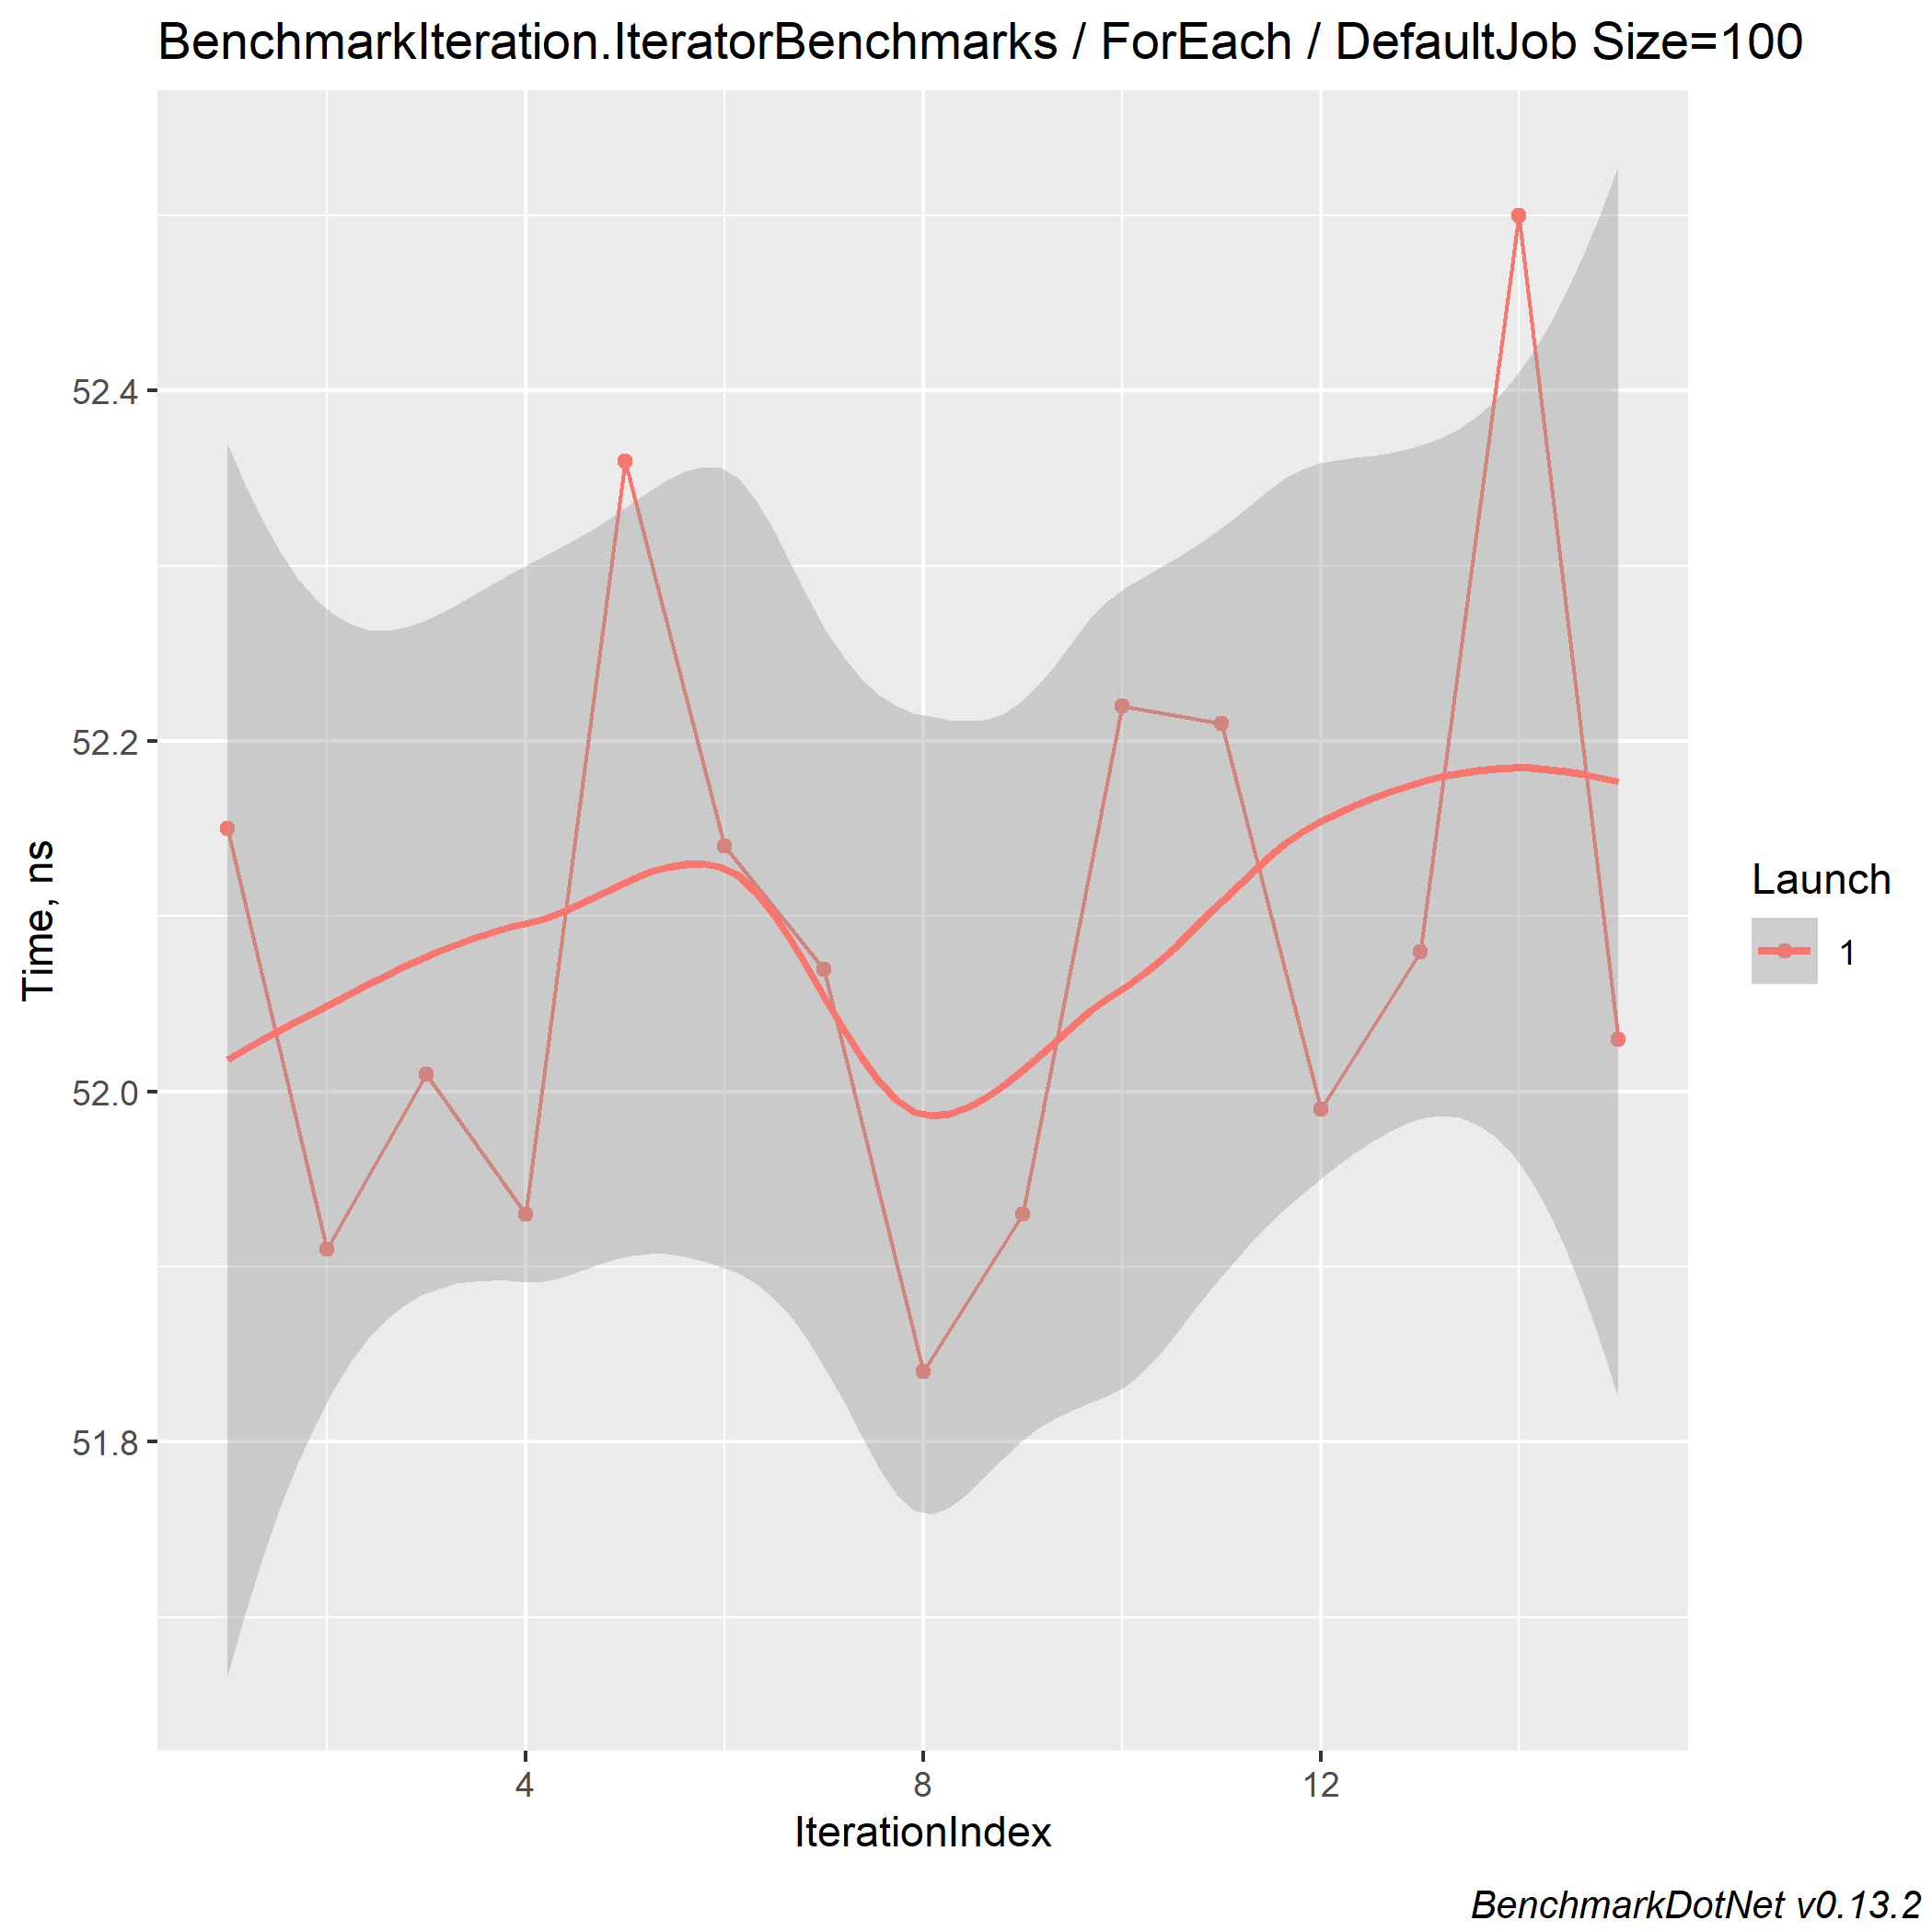 BenchmarkIteration.IteratorBenchmarks / ForEach / DefaultJob Size=100
Time, ns
52.4
52.2
52.0
51.8
4
8
12
IterationIndex
Launch
1
BenchmarkDotNet v0.13.2